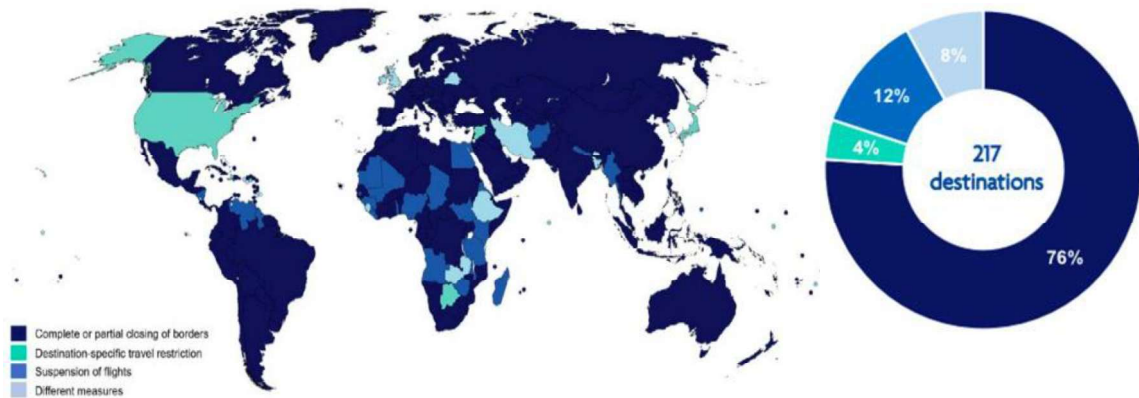 8%
12%
4%
217
destinations
76%
Complete or partial closing of borders
Destination-specific travel restriction
Suspension of flights
Different measures